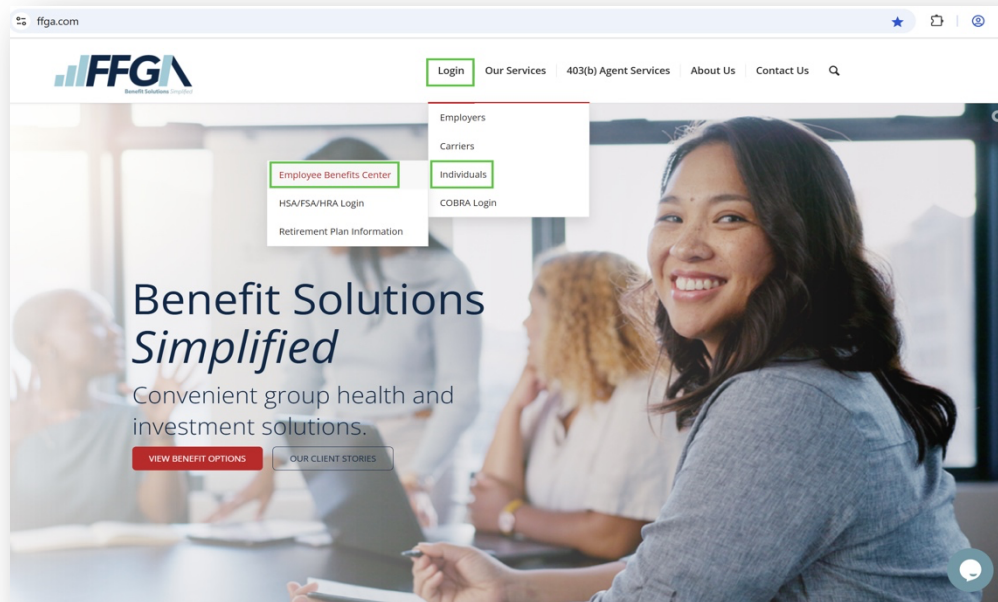 ffga.com
FFGA
Benefit Solutions Simplified
Login
Our Services
403(b) Agent Services
About Us
Contact Us
Employers
Carriers
Individuals
COBRA Login
Employee Benefits Center
HSA/FSA/HRA Login
Retirement Plan Information
Benefit Solutions
Simplified
Convenient group health and
investment solutions.
VIEW BENEFIT OPTIONS
OUR CLIENT STORIES